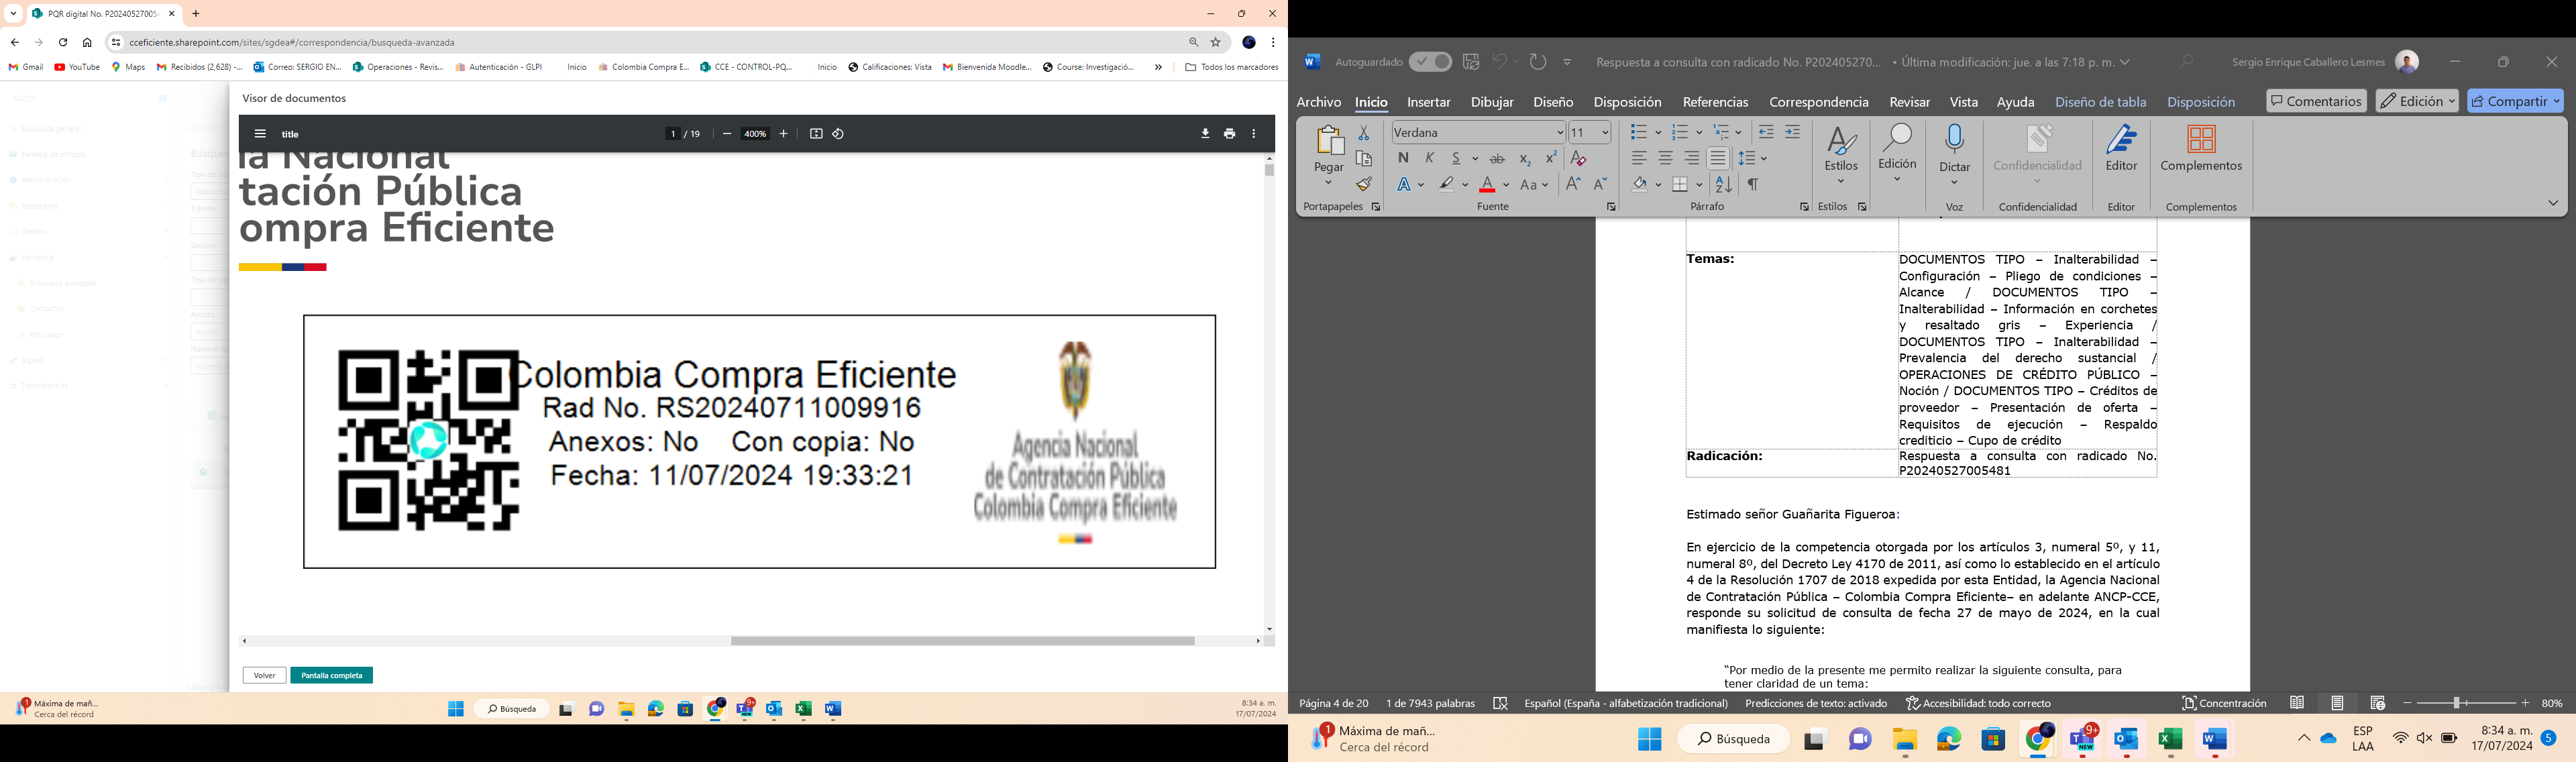 PQR digital No. P202405270054
cceficiente.sharepoint.com/sites/sgdea#/correspondencia/busqueda-avanzada
Gmail
YouTube
Maps
Recibidos (2,628) -...
Correo: SERGIO EN...
Operaciones - Revis...
Autenticación - GLPI
Inicio
Colombia Compra E...
CCE - CONTROL-PQ...
Inicio
Calificaciones: Vista
Bienvenida Moodle...
Course: Investigació...
»
Todos los marcadores
Visor de documentos
title
1 / 19
400%
la Nacional
tación Pública
ompra Eficiente
Colombia Compra Eficiente
Rad No. RS20240711009916
Anexos: No Con copia: No
Fecha: 11/07/2024 19:33:21
Agencia Nacional
de Contratación Pública
Colombia Compra Eficiente
Volver
Pantalla completa
1
Máxima de mañ...
Cerca del récord
Búsqueda
9+
8:34 a. m.
17/07/2024
Autoguardado
Respuesta a consulta con radicado No. P202405270... • Última modificación: jue. a las 7:18 p. m.
Sergio Enrique Caballero Lesmes
Archivo
Inicio
Insertar
Dibujar
Diseño
Disposición
Referencias
Correspondencia
Revisar
Vista
Ayuda
Diseño de tabla
Disposición
Comentarios
Edición
Compartir
Pegar
Portapapeles
Verdana
11
N K S ab x₂ x²
A A Aa A A
Fuente
Párrafo
Estilos
Estilos
Edición
Dictar
Voz
Confidencialidad
Confidencialidad
Editor
Editor
Complementos
Complementos
Temas:
DOCUMENTOS TIPO – Inalterabilidad –
Configuración – Pliego de condiciones –
Alcance / DOCUMENTOS TIPO –
Inalterabilidad – Información en corchetes
y resaltado gris – Experiencia /
DOCUMENTOS TIPO – Inalterabilidad –
Prevalencia del derecho sustancial /
OPERACIONES DE CRÉDITO PÚBLICO –
Noción / DOCUMENTOS TIPO – Créditos de
proveedor – Presentación de oferta –
Requisitos de ejecución – Respaldo
crediticio – Cupo de crédito
Radicación:
Respuesta a consulta con radicado No.
P20240527005481
Estimado señor Guañarita Figueroa:
En ejercicio de la competencia otorgada por los artículos 3, numeral 5º, y 11,
numeral 8º, del Decreto Ley 4170 de 2011, así como lo establecido en el artículo
4 de la Resolución 1707 de 2018 expedida por esta Entidad, la Agencia Nacional
de Contratación Pública – Colombia Compra Eficiente– en adelante ANCP-CCE,
responde su solicitud de consulta de fecha 27 de mayo de 2024, en la cual
manifiesta lo siguiente:
“Por medio de la presente me permito realizar la siguiente consulta, para
tener claridad de un tema:
Página 4 de 20
1 de 7943 palabras
Español (España - alfabetización tradicional)
Predicciones de texto: activado
Accesibilidad: todo correcto
Concentración
80%
1
Máxima de mañ...
Cerca del récord
Búsqueda
9+
NEW
ESP
LAA
8:34 a. m.
17/07/2024
5